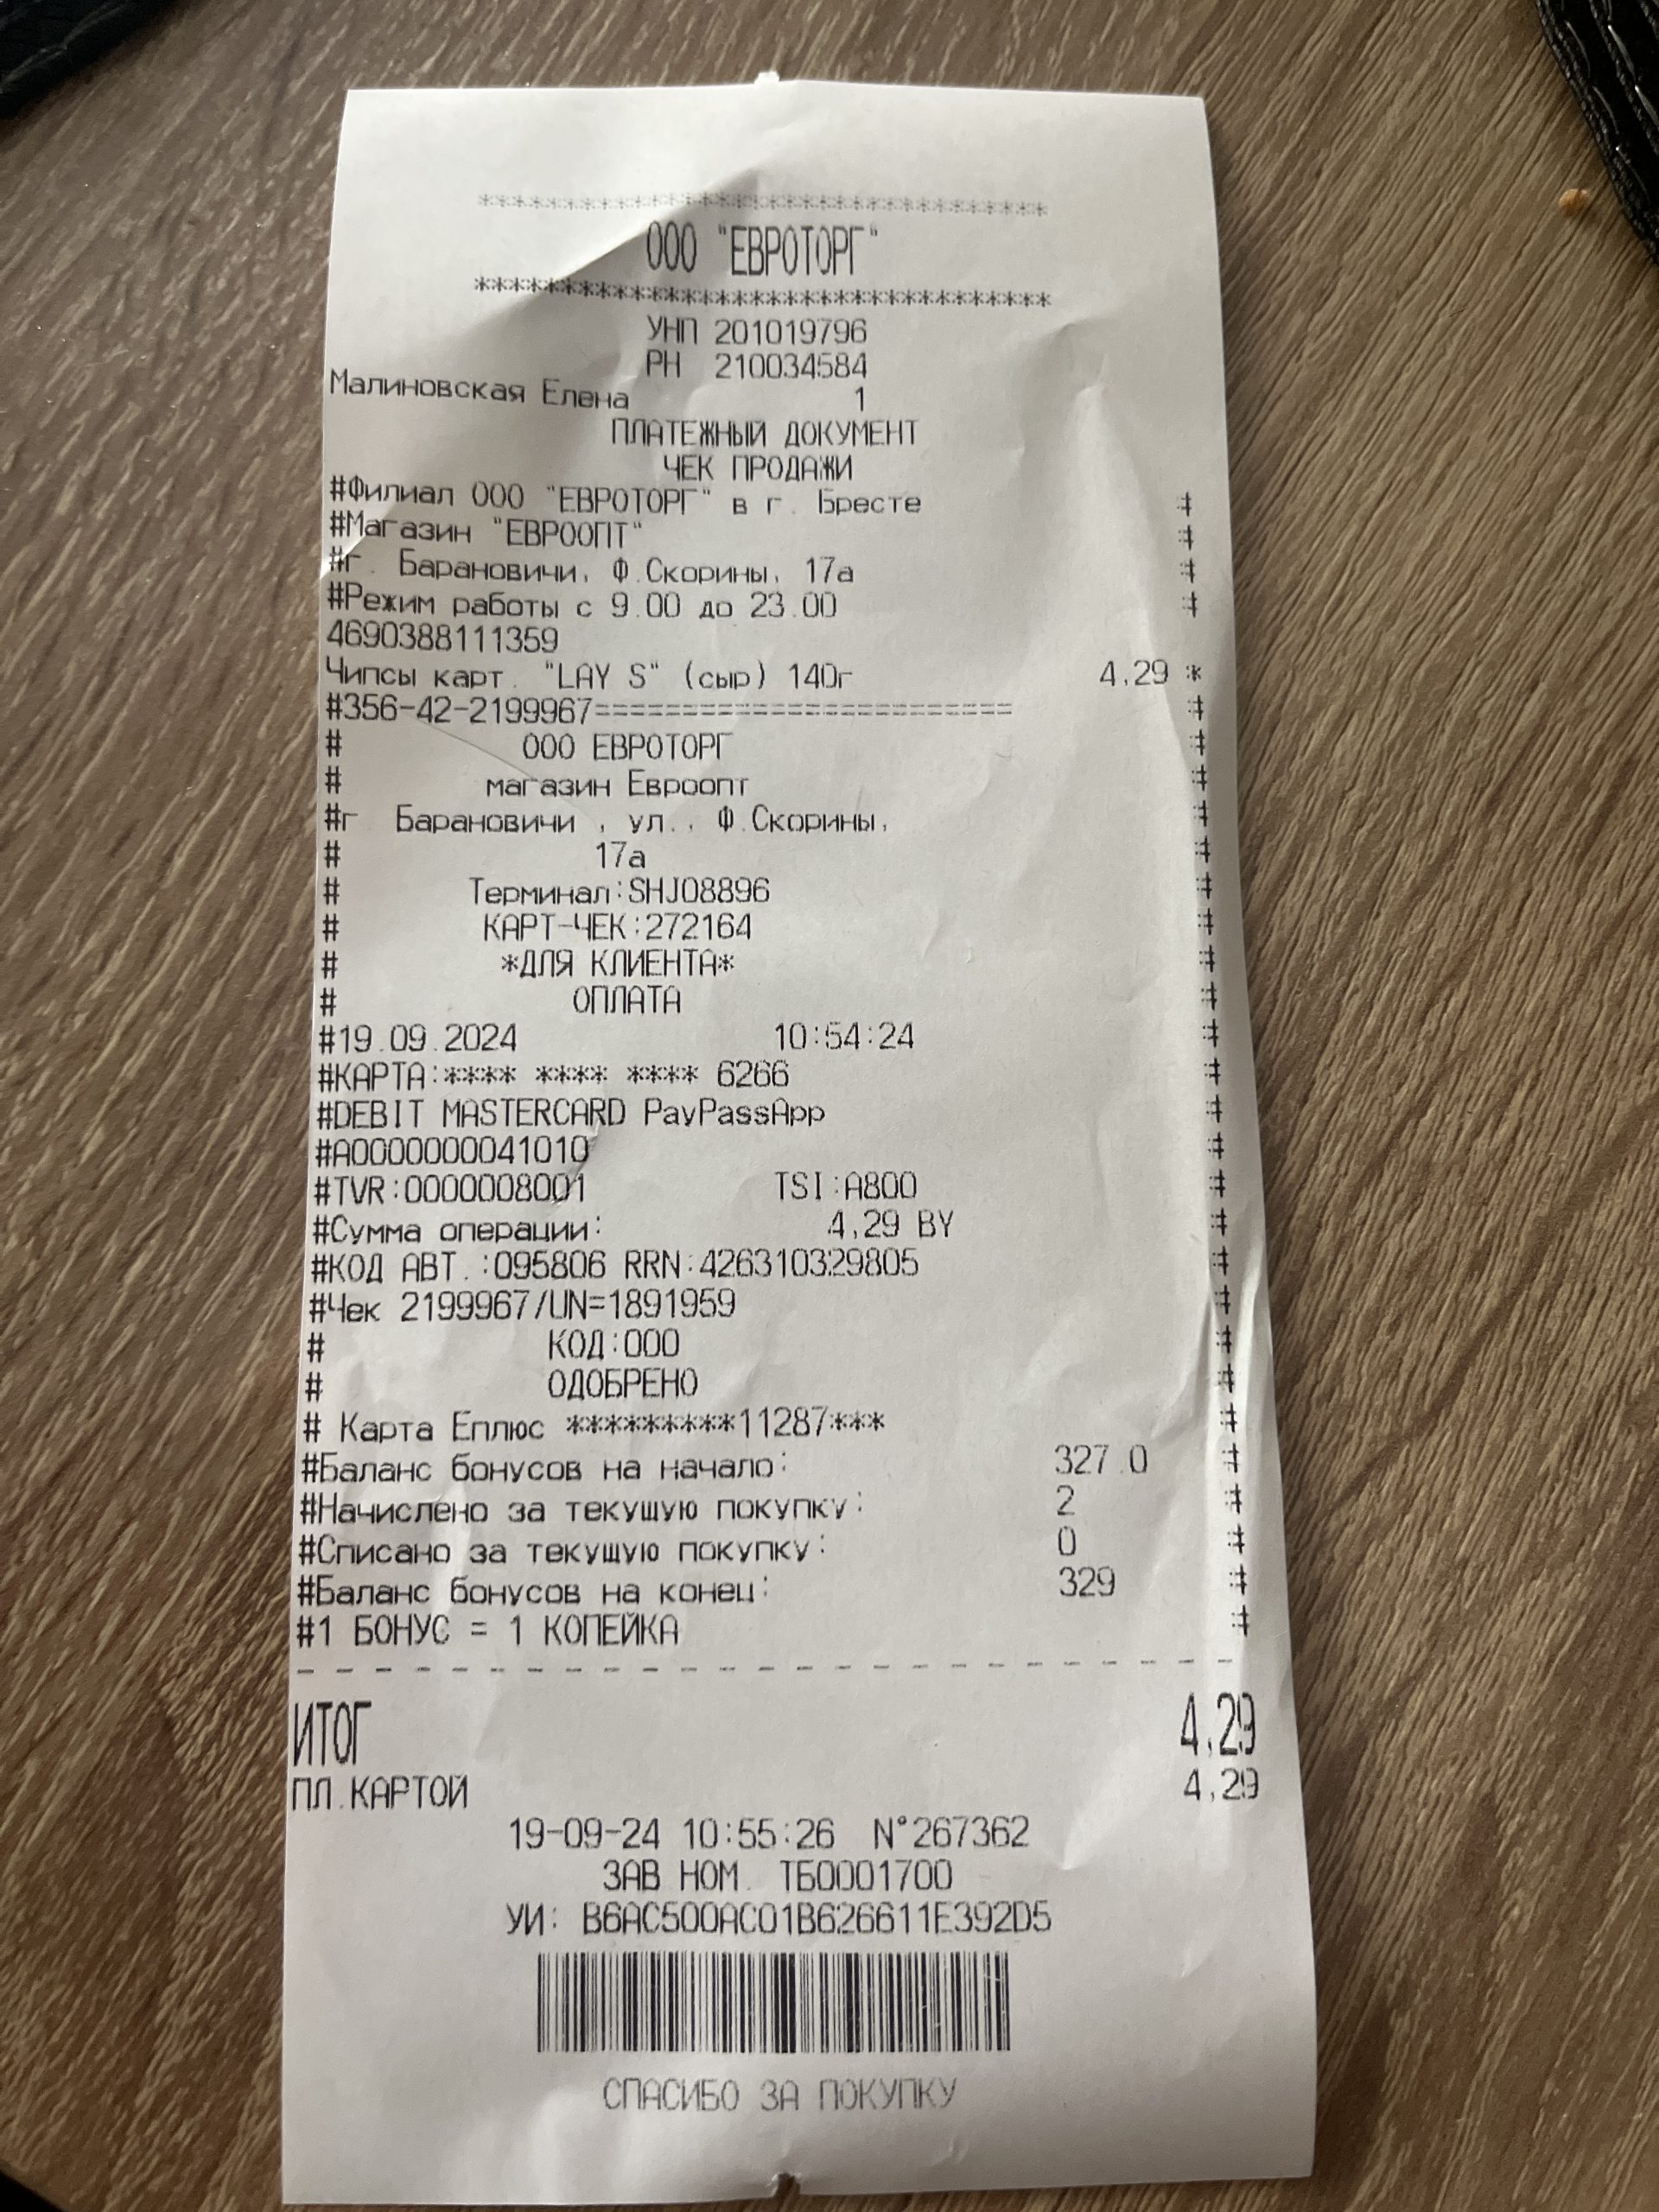 *********************************
ООО "ЕВРОТОРГ"
*********************************
УНП 201019796
РН 210034584
Малиновская Елена 1
ПЛАТЕЖНЫЙ ДОКУМЕНТ
ЧЕК ПРОДАЖИ
#Филиал ООО "ЕВРОТОРГ" в г. Бресте #
#Магазин "ЕВРООПТ" #
#г. Барановичи, Ф.Скорины, 17а #
#Режим работы с 9.00 до 23.00 #
4690388111359
Чипсы карт. "LAY S" (сыр) 140г 4,29 *
#356-42-2199967======================== #
# ООО ЕВРОТОРГ #
# магазин Евроопт #
#г Барановичи , ул., Ф.Скорины, #
# 17а #
# Терминал:SHJ08896 #
# КАРТ-ЧЕК:272164 #
# *ДЛЯ КЛИЕНТА* #
# ОПЛАТА #
#19.09.2024 10:54:24 #
#КАРТА:**** **** **** 6266 #
#DEBIT MASTERCARD PayPassApp #
#A0000000041010 #
#TVR:0000008001 TSI:A800 #
#Сумма операции: 4,29 BY #
#КОД АВТ.:095806 RRN:426310329805 #
#Чек 2199967/UN=1891959 #
# КОД:000 #
# ОДОБРЕНО #
# Карта Еплюс *********11287*** #
#Баланс бонусов на начало: 327.0 #
#Начислено за текущую покупку: 2 #
#Списано за текущую покупку: 0 #
#Баланс бонусов на конец: 329 #
#1 БОНУС = 1 КОПЕЙКА #
ИТОГ 4,29
ПЛ.КАРТОЙ 4,29
19-09-24 10:55:26 N°267362
ЗАВ НОМ. ТБ0001700
УИ: B6AC500AC01B626611E392D5
СПАСИБО ЗА ПОКУПКУ